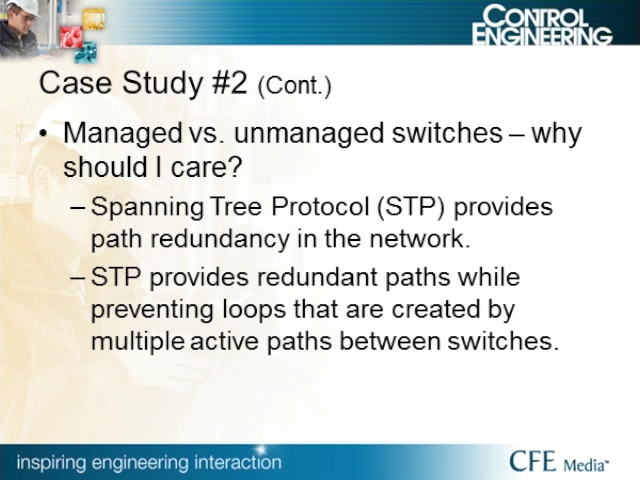 CONTROL
ENGINEERING
Case Study #2 (Cont.)
• Managed vs. unmanaged switches – why
should I care?
– Spanning Tree Protocol (STP) provides
path redundancy in the network.
– STP provides redundant paths while
preventing loops that are created by
multiple active paths between switches.
inspiring engineering interaction
CFE Media™